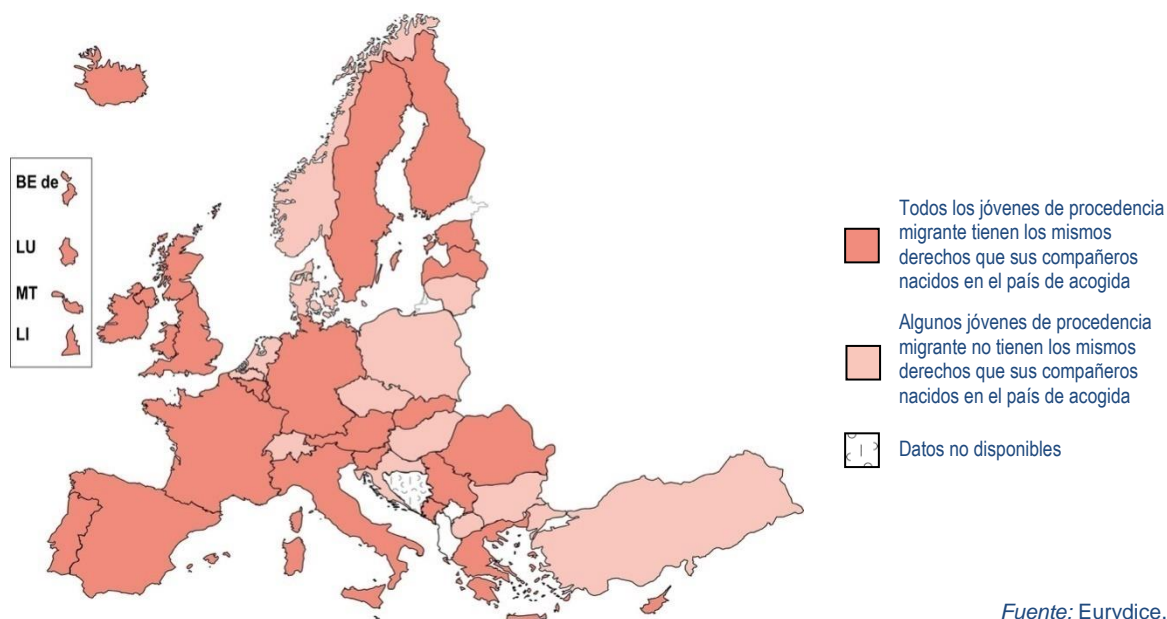 BE de
LU
MT
LI
Todos los jóvenes de procedencia
migrante tienen los mismos
derechos que sus compañeros
nacidos en el país de acogida
Algunos jóvenes de procedencia
migrante no tienen los mismos
derechos que sus compañeros
nacidos en el país de acogida
Datos no disponibles
Fuente: Eurydice.